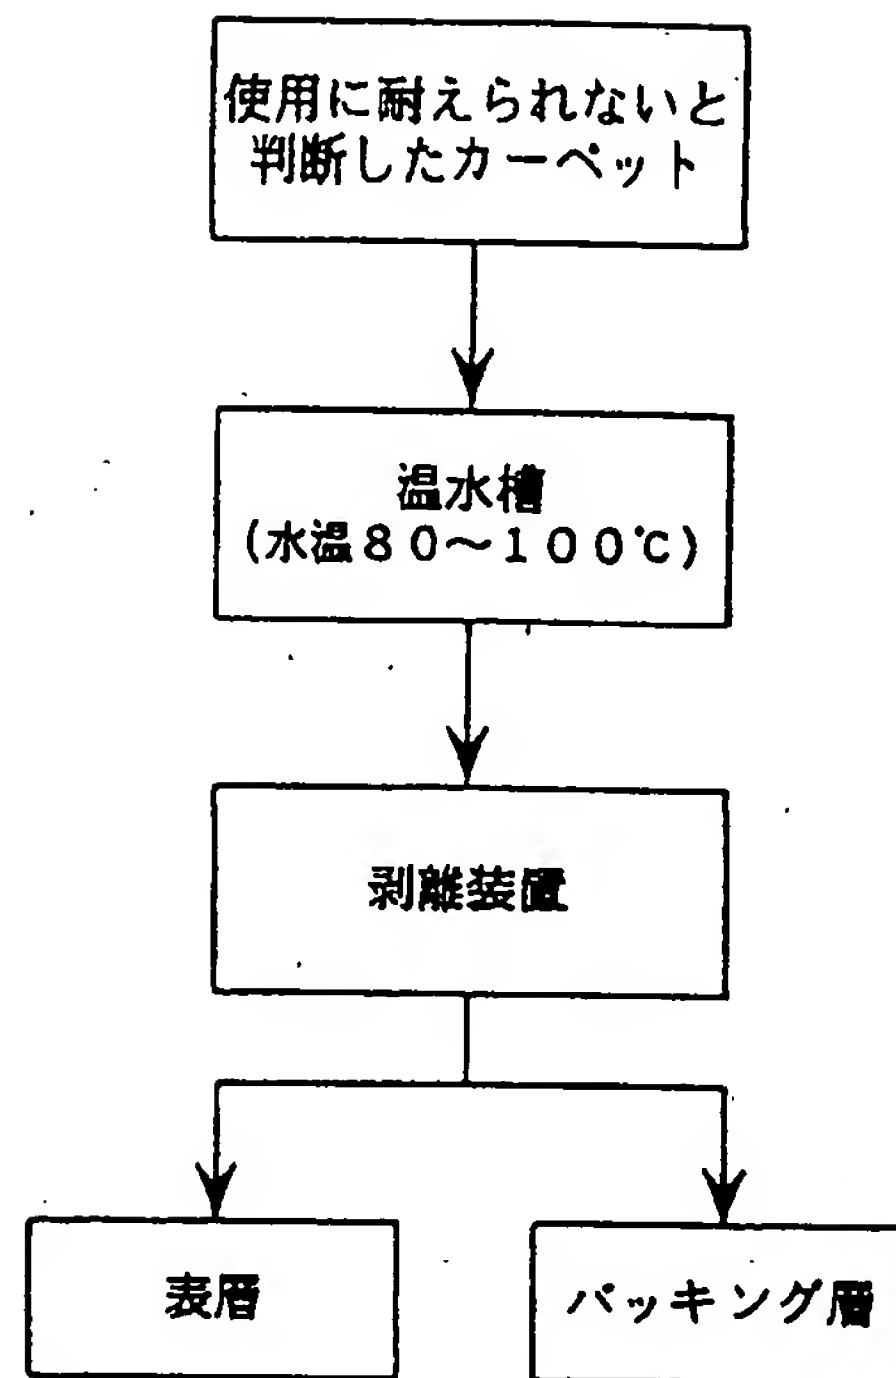 使用に耐えられないと
判断したカーペット
温水槽
(水温80〜100℃)
剥離装置
表層
バッキング層